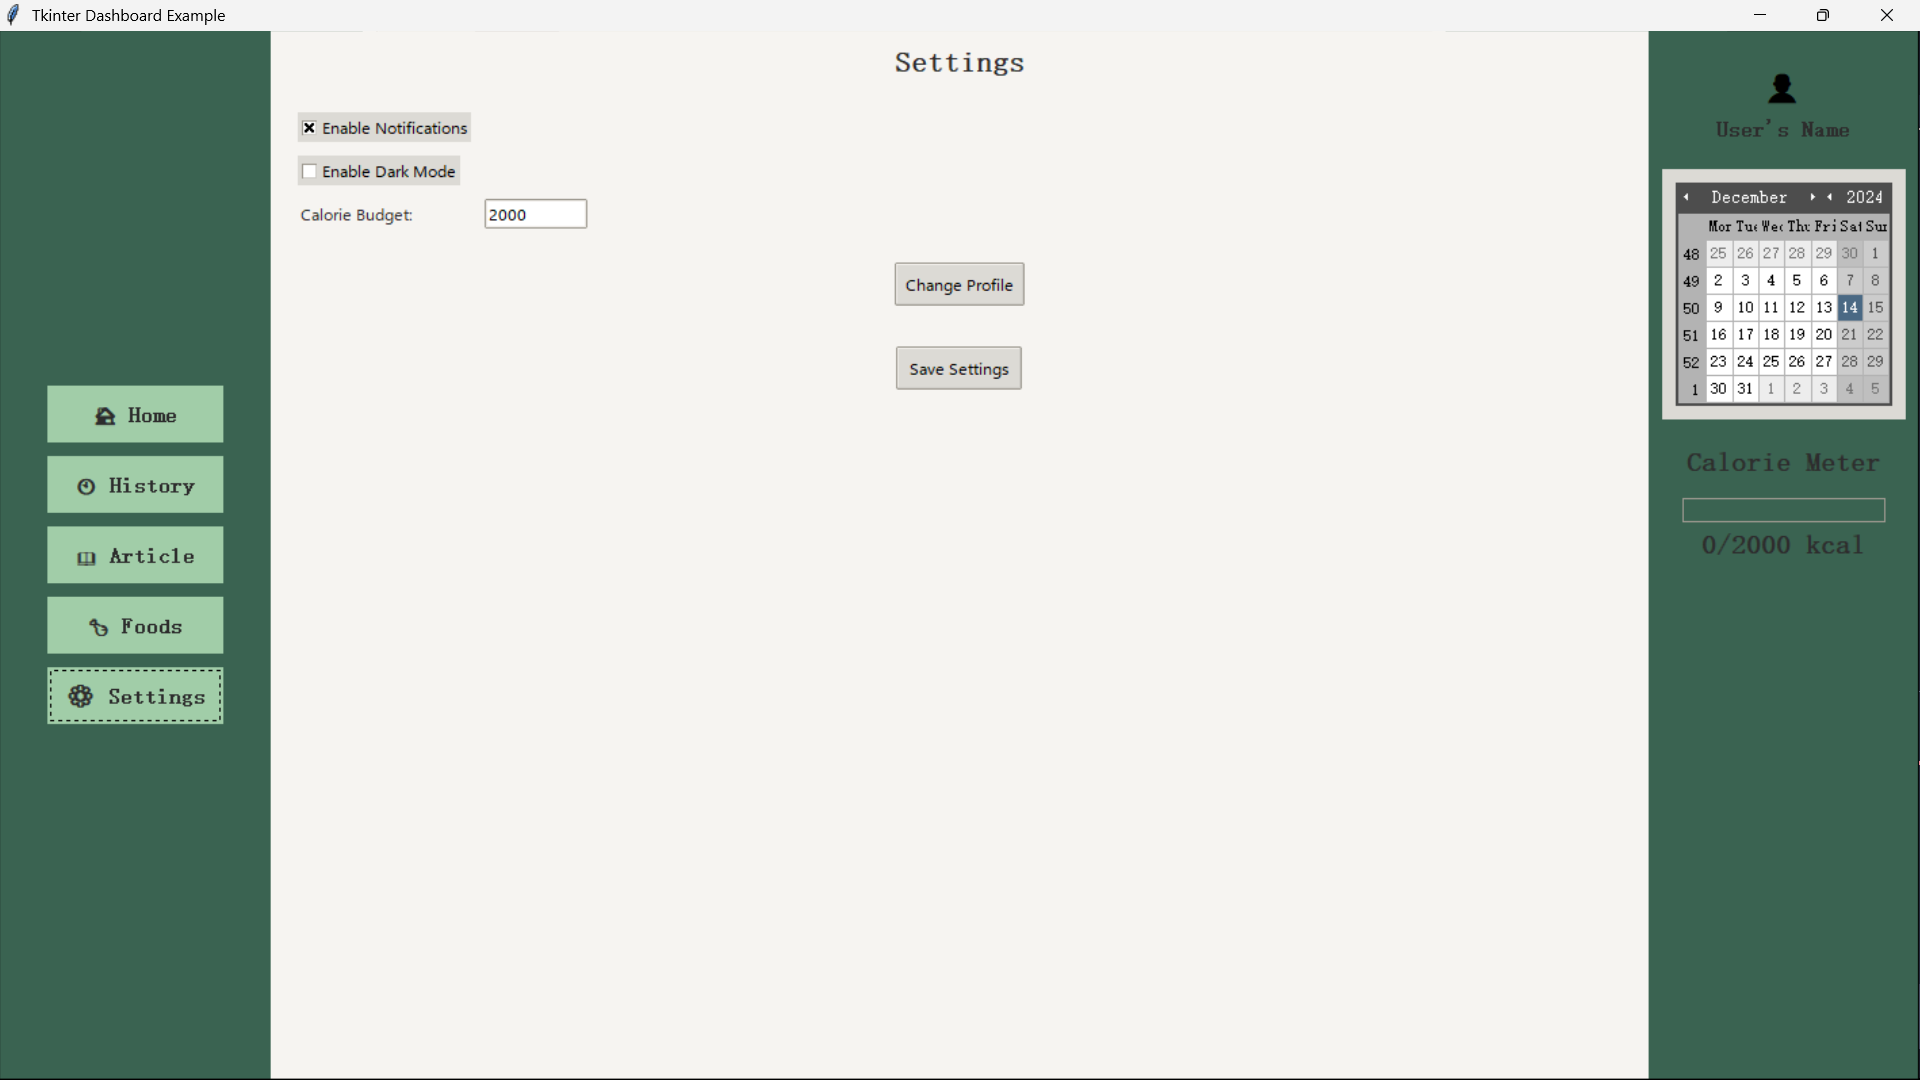 Tkinter Dashboard Example
Settings
Enable Notifications
Enable Dark Mode
Calorie Budget: 2000
Change Profile
Save Settings
Home
History
Article
Foods
Settings
User's Name
December 2024
Mon Tue Wed Thu Fri Sat Sun
48 25 26 27 28 29 30 1
49 2 3 4 5 6 7 8
50 9 10 11 12 13 14 15
51 16 17 18 19 20 21 22
52 23 24 25 26 27 28 29
1 30 31 1 2 3 4 5
Calorie Meter
0/2000 kcal